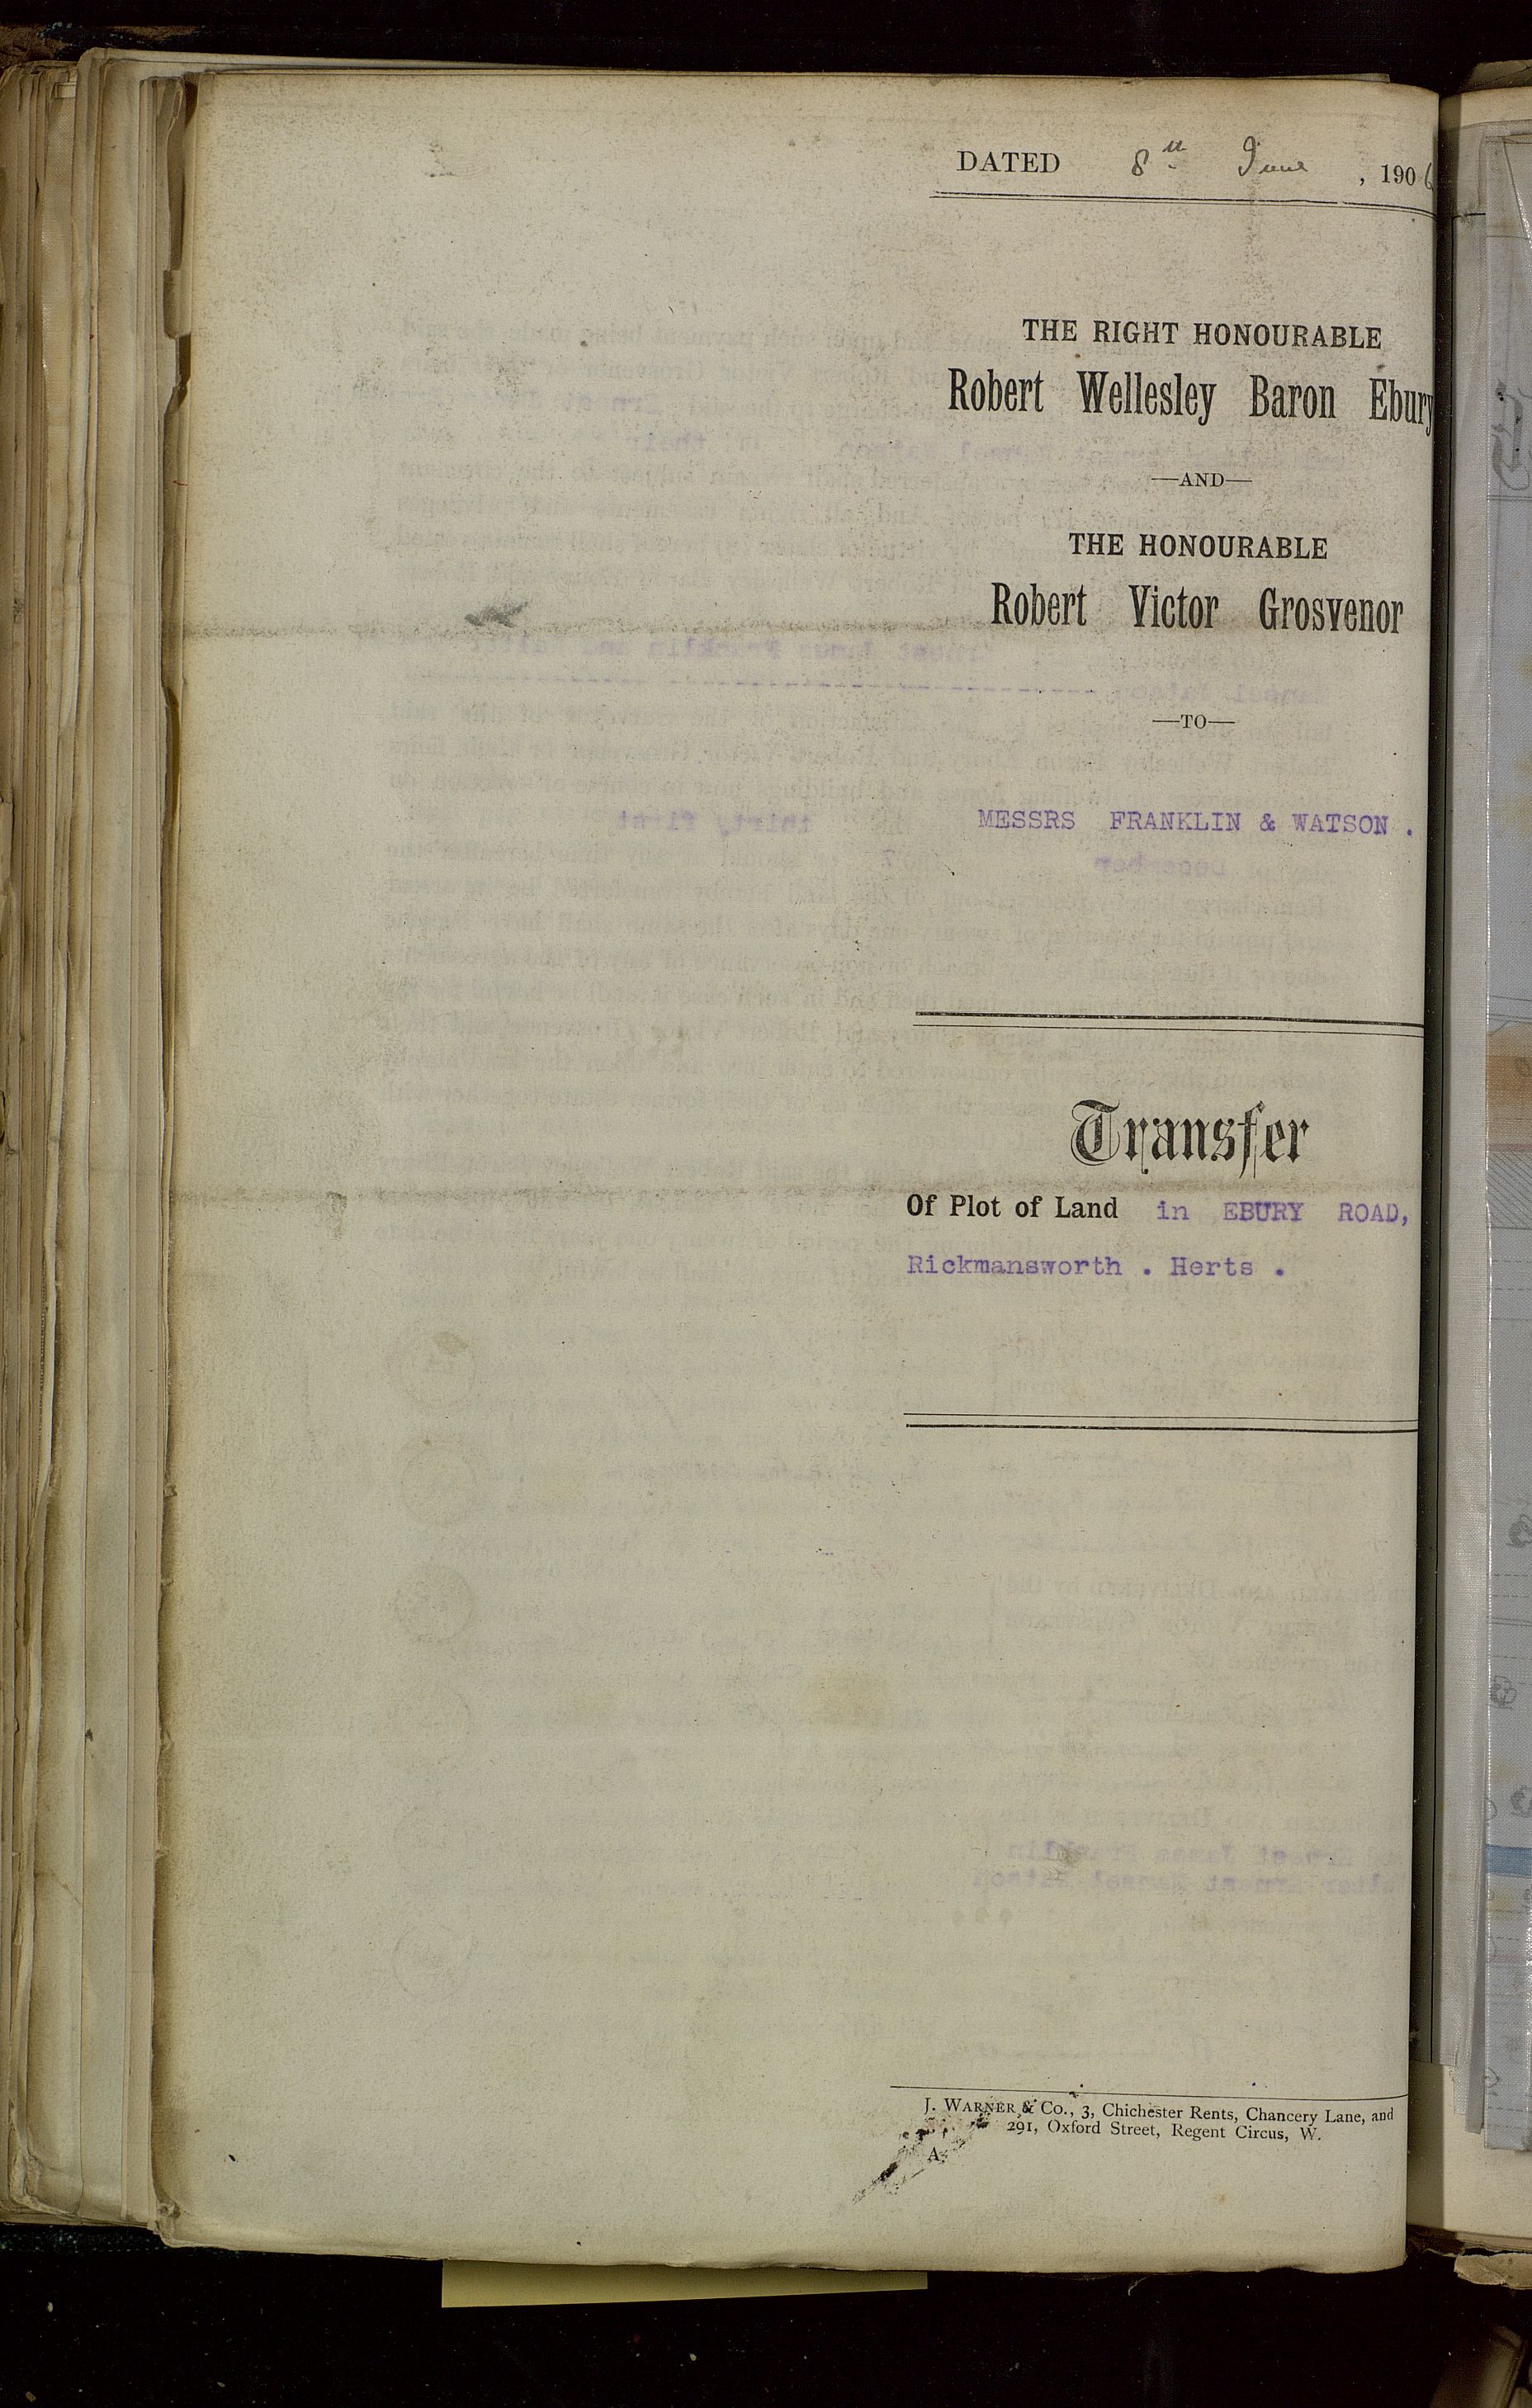 DATED 8th June, 1906
THE RIGHT HONOURABLE
Robert Wellesley Baron Ebury
—AND—
THE HONOURABLE
Robert Victor Grosvenor
—TO—
MESSRS FRANKLIN & WATSON .
Transfer
Of Plot of Land in EBURY ROAD,
Rickmansworth . Herts .
J. WARNER & Co., 3, Chichester Rents, Chancery Lane, and
291, Oxford Street, Regent Circus, W.
A